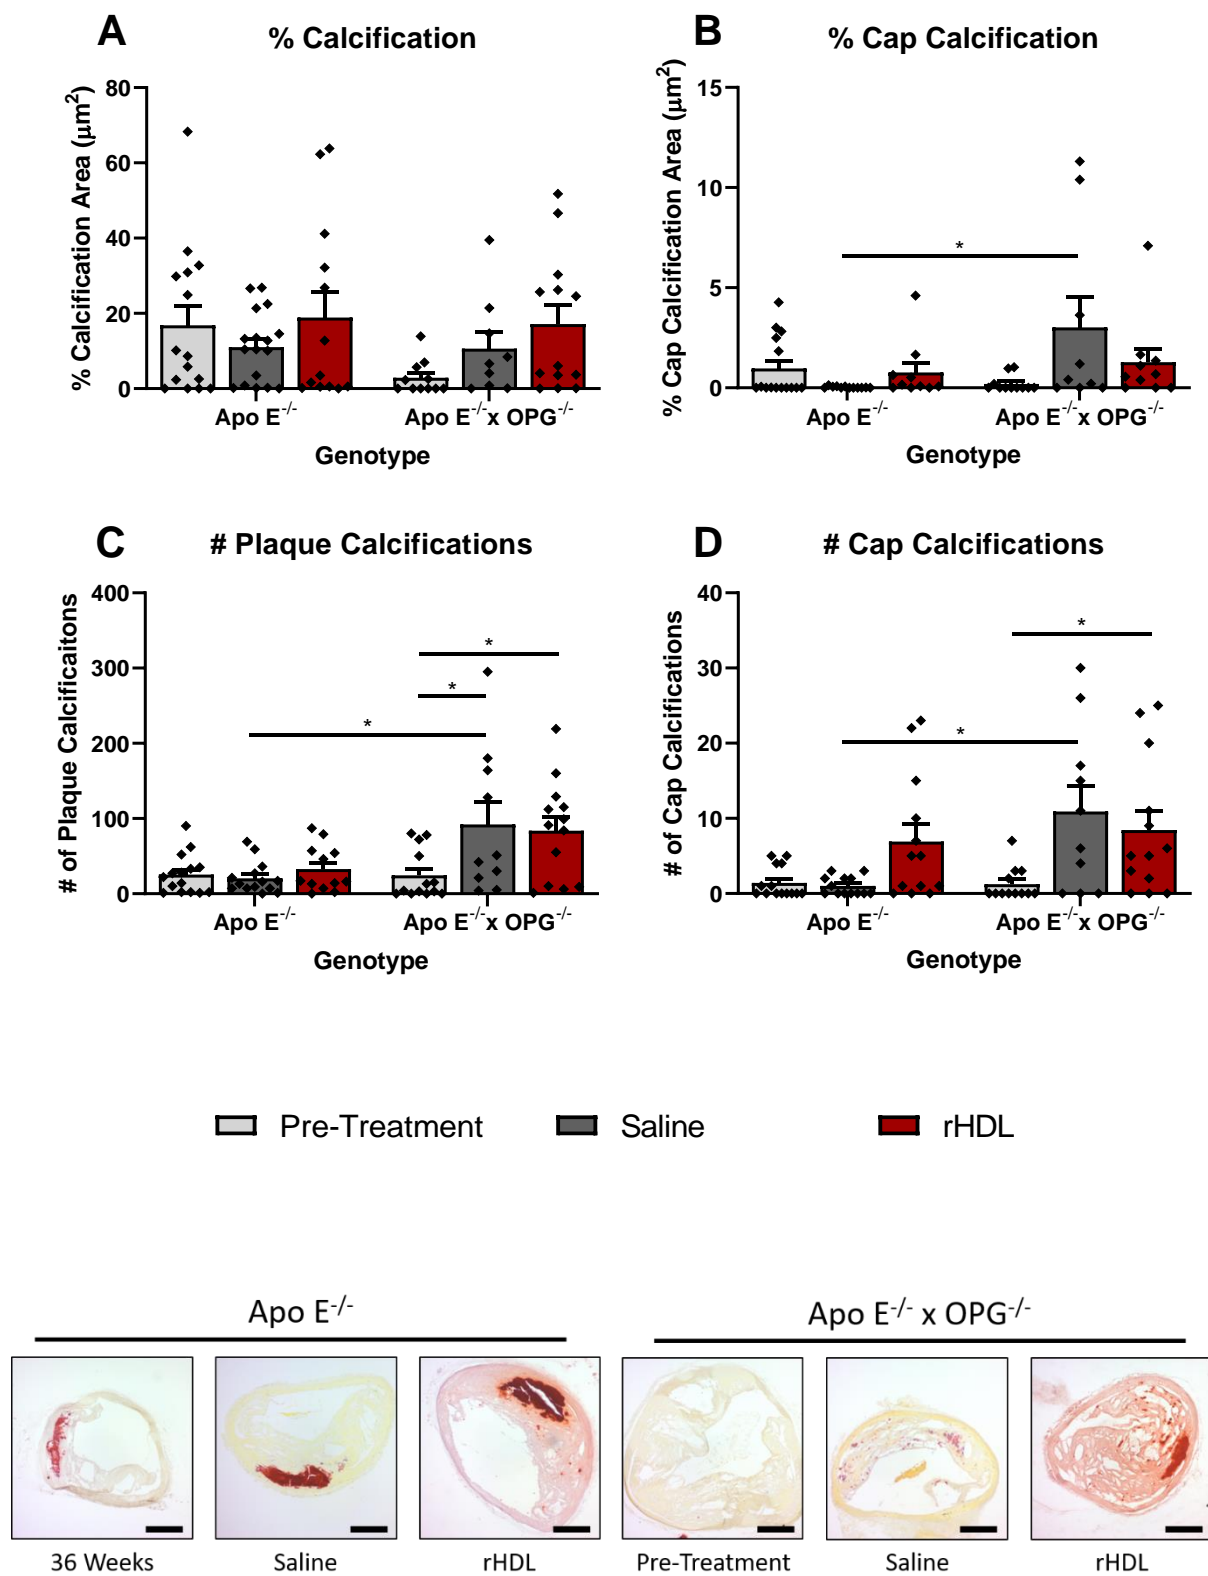 A
% Calcification
% Calcification Area (μm²)
80
60
40
20
0
Apo E⁻/⁻
Apo E⁻/⁻x OPG⁻/⁻
Genotype
B
% Cap Calcification
% Cap Calcification Area (μm²)
15
10
5
0
*
Apo E⁻/⁻
Apo E⁻/⁻x OPG⁻/⁻
Genotype
C
# Plaque Calcifications
# of Plaque Calcificaitons
400
300
200
100
0
*
*
*
Apo E⁻/⁻
Apo E⁻/⁻x OPG⁻/⁻
Genotype
D
# Cap Calcifications
# of Cap Calcifications
40
30
20
10
0
*
*
Apo E⁻/⁻
Apo E⁻/⁻x OPG⁻/⁻
Genotype
Pre-Treatment
Saline
rHDL
Apo E⁻/⁻
Apo E⁻/⁻ x OPG⁻/⁻
36 Weeks
Saline
rHDL
Pre-Treatment
Saline
rHDL